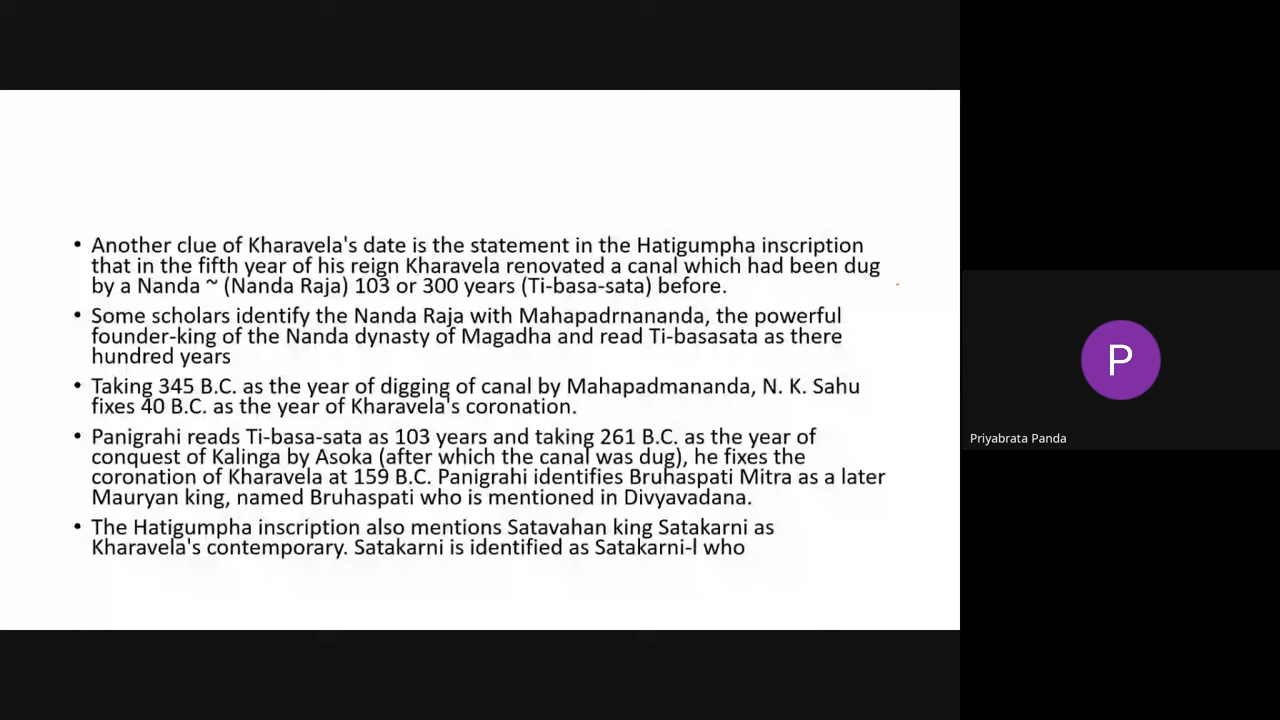 • Another clue of Kharavela's date is the statement in the Hatigumpha inscription
that in the fifth year of his reign Kharavela renovated a canal which had been dug
by a Nanda ~ (Nanda Raja) 103 or 300 years (Ti-basa-sata) before.
• Some scholars identify the Nanda Raja with Mahapadrnananda, the powerful
founder-king of the Nanda dynasty of Magadha and read Ti-basasata as there
hundred years
• Taking 345 B.C. as the year of digging of canal by Mahapadmananda, N. K. Sahu
fixes 40 B.C. as the year of Kharavela's coronation.
• Panigrahi reads Ti-basa-sata as 103 years and taking 261 B.C. as the year of
conquest of Kalinga by Asoka (after which the canal was dug), he fixes the
coronation of Kharavela at 159 B.C. Panigrahi identifies Bruhaspati Mitra as a later
Mauryan king, named Bruhaspati who is mentioned in Divyavadana.
• The Hatigumpha inscription also mentions Satavahan king Satakarni as
Kharavela's contemporary. Satakarni is identified as Satakarni-l who
P
Priyabrata Panda